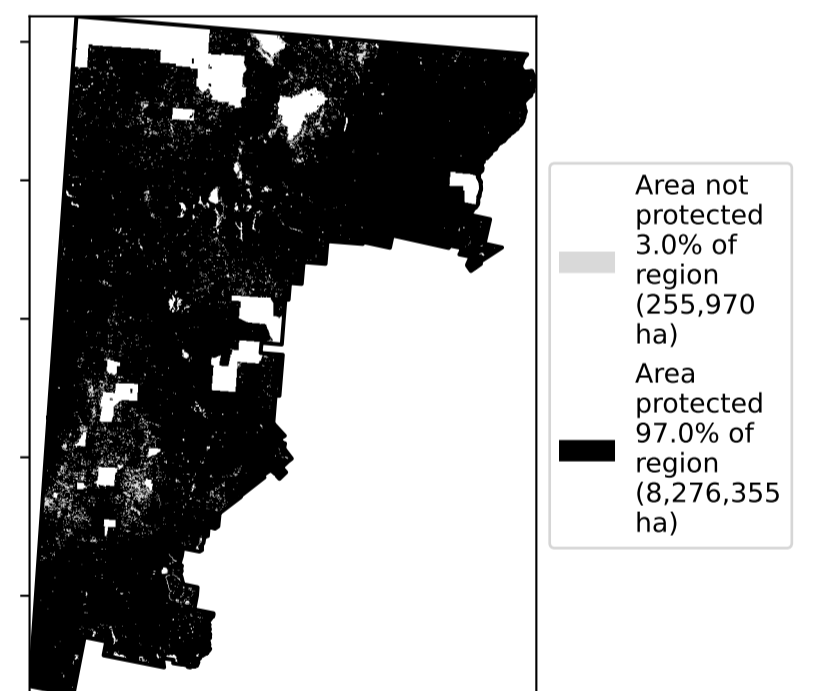 Area not
protected
3.0% of
region
(255,970
ha)
Area
protected
97.0% of
region
(8,276,355
ha)